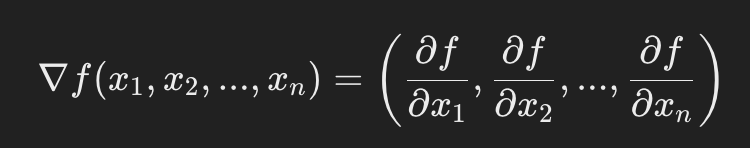 ∇f(x₁, x₂, ..., xₙ) = (∂f/∂x₁, ∂f/∂x₂, ..., ∂f/∂xₙ)